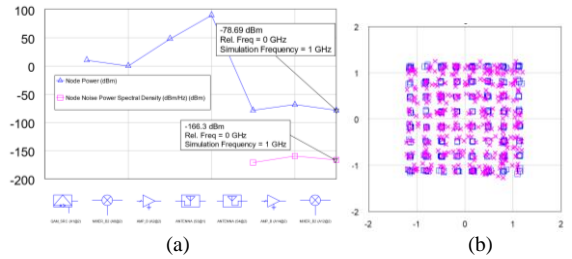 100
50
0
-50
-100
-150
-200
-78.69 dBm
Rel. Freq = 0 GHz
Simulation Frequency = 1 GHz
Node Power (dBm)
Node Noise Power Spectral Density (dBm/Hz) (dBm)
-166.3 dBm
Rel. Freq = 0 GHz
Simulation Frequency = 1 GHz
(a)
2
1
0
-1
-2
-2
-1
0
1
2
(b)